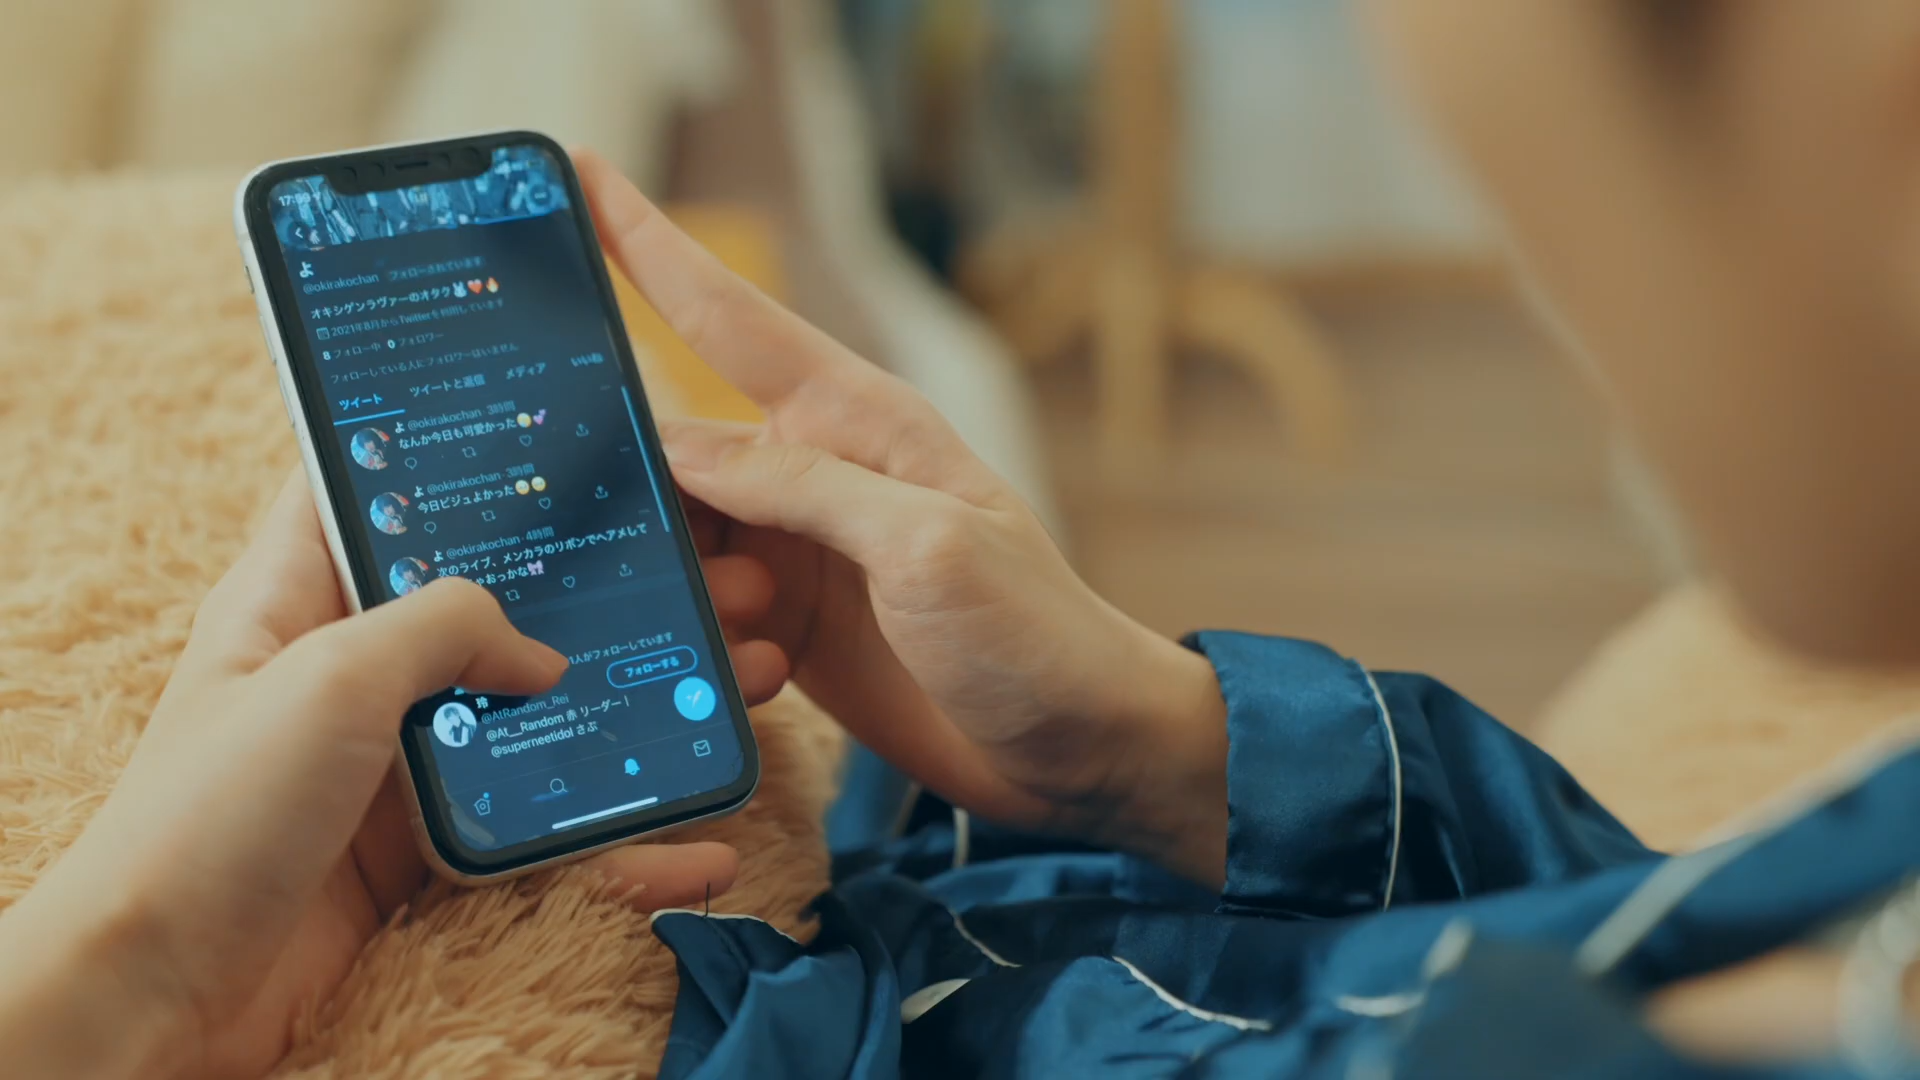 よ
@okirakochan フォローされています
オキシゲンラヴァーのオタク🐰❤️🔥
2021年8月からTwitterを利用しています
8 フォロー中 0 フォロワー
フォローしている人にフォロワーはいません
ツイート ツイートと返信 メディア いいね
よ @okirakochan · 3時間
なんか今日も可愛かった🥺💕
よ @okirakochan · 3時間
今日ビジュよかった🥺🥺
よ @okirakochan · 4時間
次のライブ、メンカラのリボンでヘアメして
ちゃおっかな🎀
1人がフォローしています
フォローする
玲
@AtRandom_Rei
@At__Random 赤 リーダー |
@superneetidol さぶ